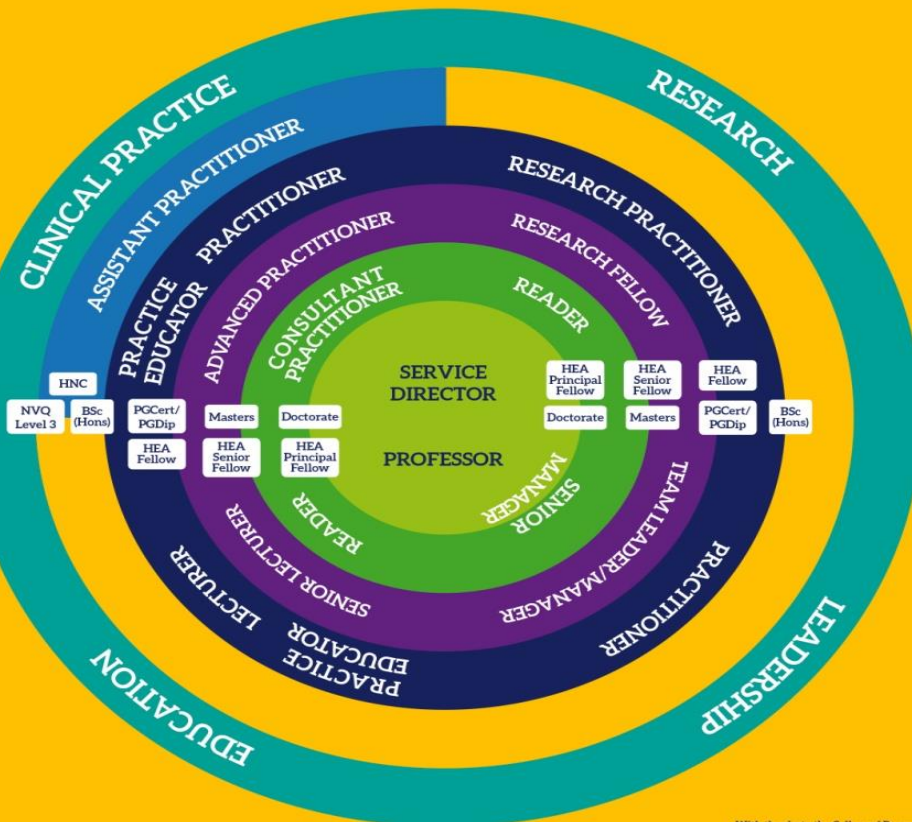 CLINICAL PRACTICE
RESEARCH
ASSISTANT PRACTITIONER
PRACTITIONER
PRACTICE
EDUCATOR
RESEARCH PRACTITIONER
ADVANCED PRACTITIONER
RESEARCH FELLOW
CONSULTANT
PRACTITIONER
READER
SERVICE
DIRECTOR
PROFESSOR
HNC
NVQ
Level 3
BSc
(Hons)
PGCert/
PGDip
HEA
Fellow
Masters
HEA
Senior
Fellow
Doctorate
HEA
Principal
Fellow
HEA
Principal
Fellow
Doctorate
HEA
Senior
Fellow
Masters
HEA
Fellow
PGCert/
PGDip
BSc
(Hons)
READER
SENIOR
MANAGER
SENIOR LECTURER
TEAM LEADER/MANAGER
LECTURER
PRACTICE
EDUCATOR
PRACTITIONER
EDUCATION
LEADERSHIP